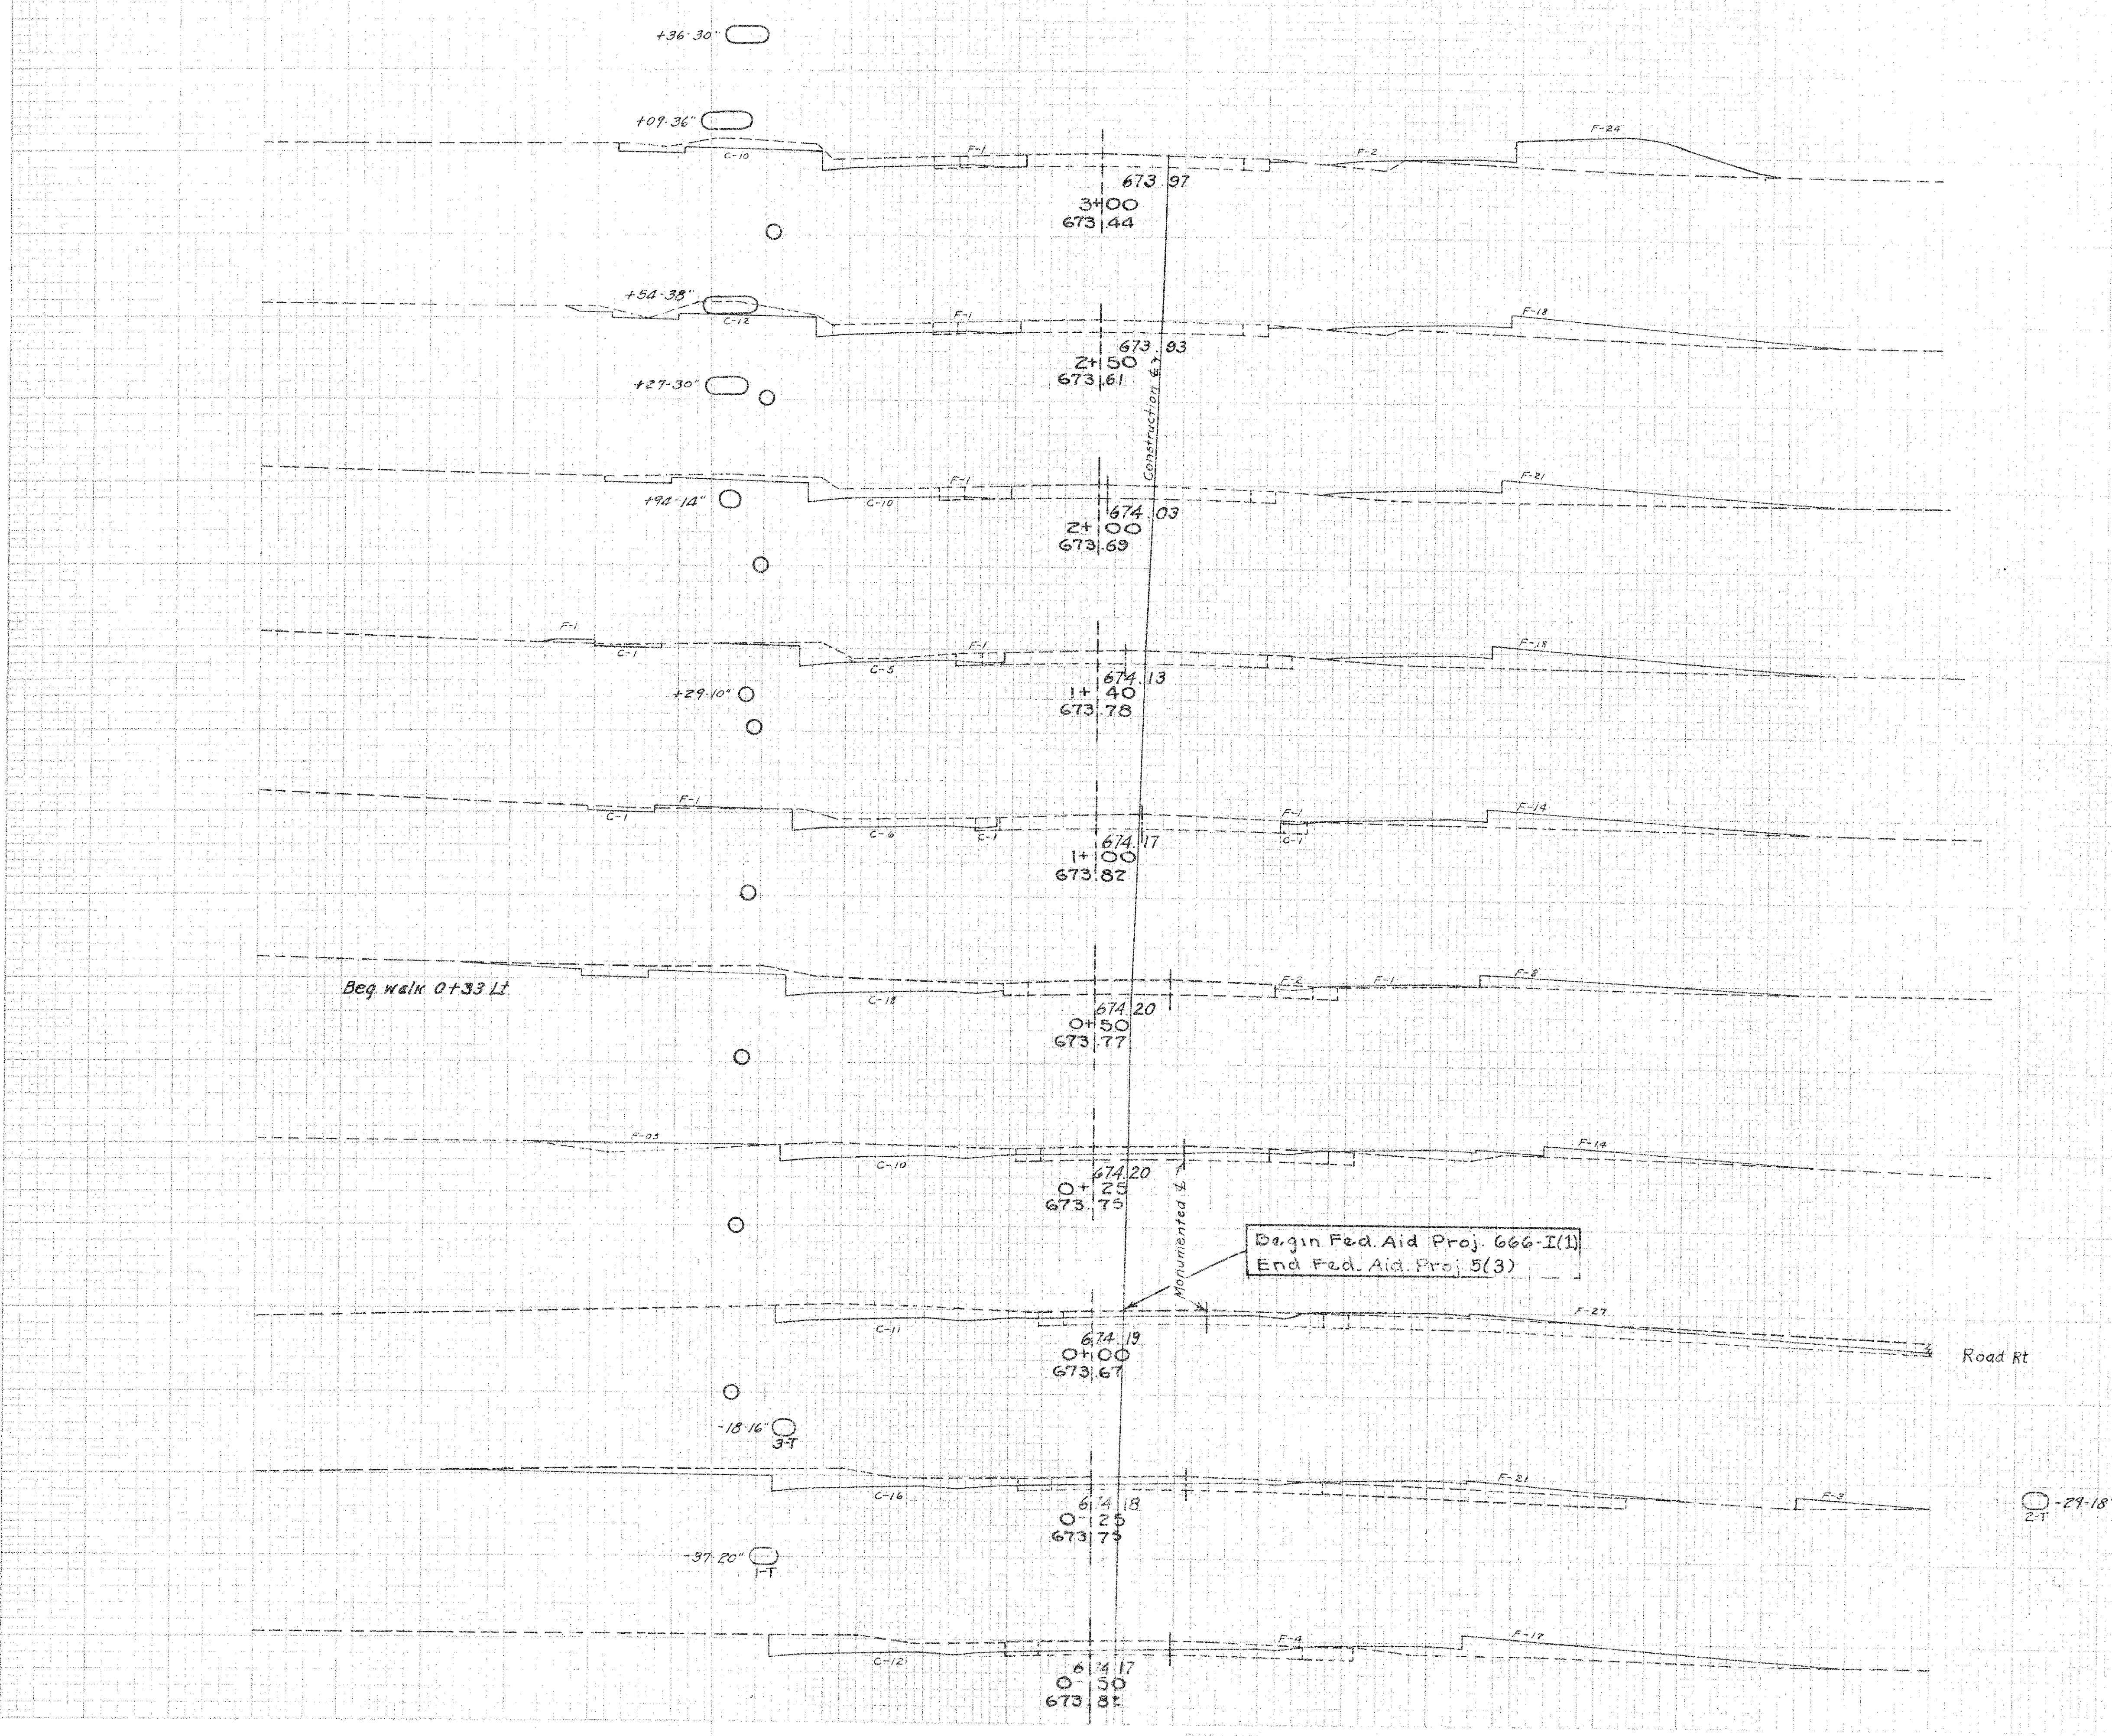 +36-30"
+09-36"
F-24
C-10
F-1
F-2
673.97
3+00
673.44
+54-38"
C-12
F-1
F-18
673.93
2+50
673.61
+27-30"
Construction ℄
+94-14"
C-10
F-1
F-21
674.03
2+00
673.69
F-1
C-1
C-5
F-1
F-18
674.13
1+40
673.78
+29-10"
C-1
F-1
C-6
C-1
F-1
C-1
F-14
674.17
1+00
673.82
Beg. walk 0+33 Lt.
C-18
F-2
F-1
F-8
674.20
0+50
673.77
F-05
C-10
F-14
674.20
0+25
673.75
Monumented ℄
Begin Fed. Aid Proj. 666-I(1)
End Fed. Aid. Proj. 5(3)
C-11
F-27
674.19
0+00
673.67
Road Rt
-18-16"
3-T
C-16
F-21
F-3
674.18
0-25
673.75
-29-18"
2-T
-37-20"
1-T
C-12
F-4
F-17
674.17
0-50